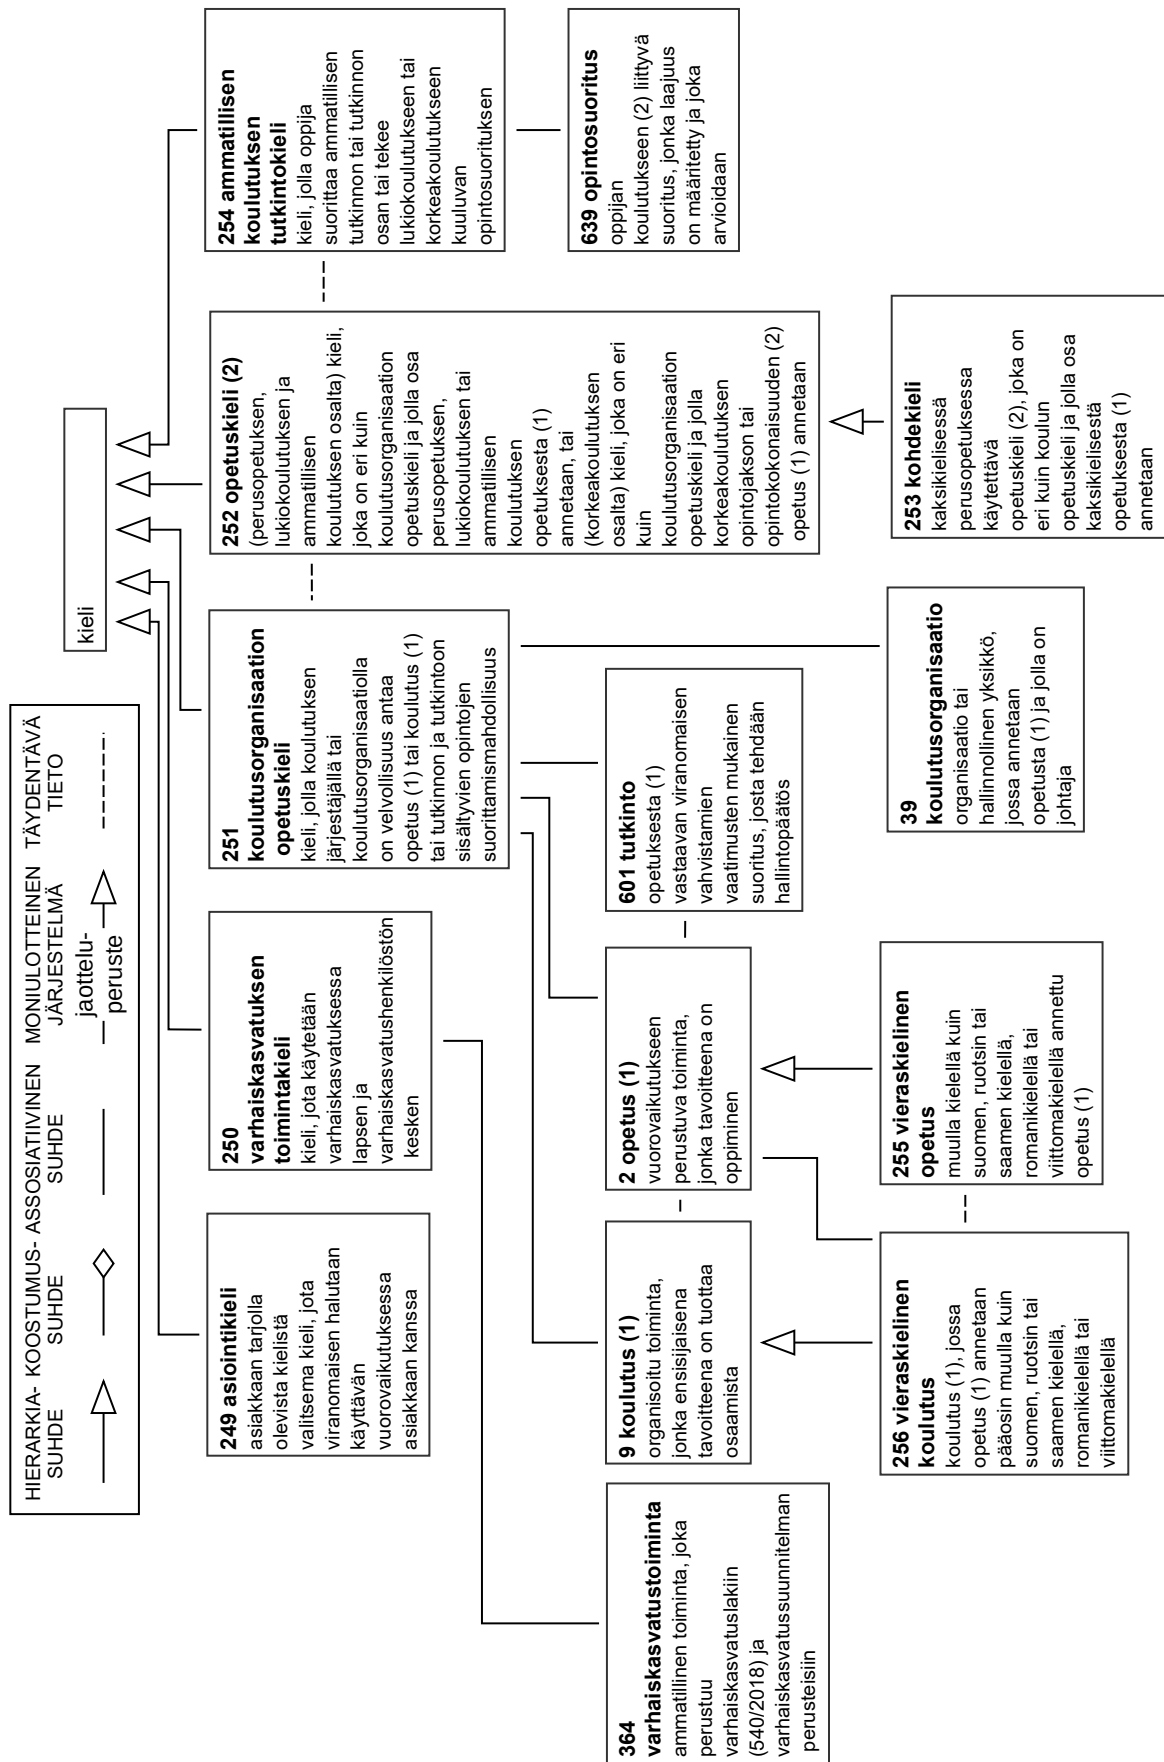 HIERARKIA- KOOSTUMUS- ASSOSIATIIVINEN MONIULOTTEINEN TÄYDENTÄVÄ
SUHDE SUHDE SUHDE JÄRJESTELMÄ TIETO
jaottelu-
peruste
kieli
249 asiointikieli
asiakkaan tarjolla
olevista kielistä
valitsema kieli, jota
viranomaisen halutaan
käyttävän
vuorovaikutuksessa
asiakkaan kanssa
250
varhaiskasvatuksen
toimintakieli
kieli, jota käytetään
varhaiskasvatuksessa
lapsen ja
varhaiskasvatushenkilöstön
kesken
251
koulutusorganisaation
opetuskieli
kieli, jolla koulutuksen
järjestäjällä tai
koulutusorganisaatiolla
on velvollisuus antaa
opetus (1) tai koulutus (1)
tai tutkinnon ja tutkintoon
sisältyvien opintojen
suorittamismahdollisuus
252 opetuskieli (2)
(perusopetuksen,
lukiokoulutuksen ja
ammatillisen
koulutuksen osalta) kieli,
joka on eri kuin
koulutusorganisaation
opetuskieli ja jolla osa
perusopetuksen,
lukiokoulutuksen tai
ammatillisen
koulutuksen
opetuksesta (1)
annetaan, tai
(korkeakoulutuksen
osalta) kieli, joka on eri
kuin
koulutusorganisaation
opetuskieli ja jolla
korkeakoulutuksen
opintojakson tai
opintokokonaisuuden (2)
opetus (1) annetaan
254 ammatillisen
koulutuksen
tutkintokieli
kieli, jolla oppija
suorittaa ammatillisen
tutkinnon tai tutkinnon
osan tai tekee
lukiokoulutukseen tai
korkeakoulutukseen
kuuluvan
opintosuorituksen
364
varhaiskasvatustoiminta
ammatillinen toiminta, joka
perustuu
varhaiskasvatuslakiin
(540/2018) ja
varhaiskasvatussuunnitelman
perusteisiin
9 koulutus (1)
organisoitu toiminta,
jonka ensisijaisena
tavoitteena on tuottaa
osaamista
2 opetus (1)
vuorovaikutukseen
perustuva toiminta,
jonka tavoitteena on
oppiminen
601 tutkinto
opetuksesta (1)
vastaavan viranomaisen
vahvistamien
vaatimusten mukainen
suoritus, josta tehdään
hallintopäätös
639 opintosuoritus
oppijan
koulutukseen (2) liittyvä
suoritus, jonka laajuus
on määritetty ja joka
arvioidaan
256 vieraskielinen
koulutus
koulutus (1), jossa
opetus (1) annetaan
pääosin muulla kuin
suomen, ruotsin tai
saamen kielellä,
romanikielellä tai
viittomakielellä
255 vieraskielinen
opetus
muulla kielellä kuin
suomen, ruotsin tai
saamen kielellä,
romanikielellä tai
viittomakielellä annettu
opetus (1)
39
koulutusorganisaatio
organisaatio tai
hallinnollinen yksikkö,
jossa annetaan
opetusta (1) ja jolla on
johtaja
253 kohdekieli
kaksikielisessä
perusopetuksessa
käytettävä
opetuskieli (2), joka on
eri kuin koulun
opetuskieli ja jolla osa
kaksikielisestä
opetuksesta (1)
annetaan